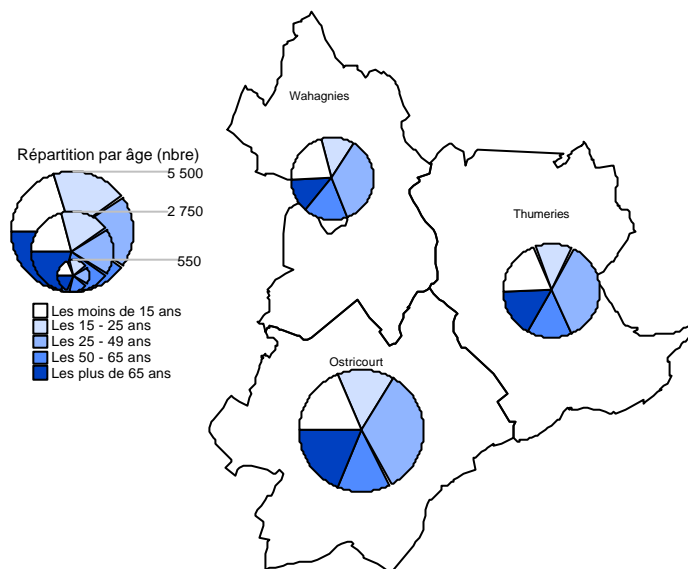 Wahagnies
Répartition par âge (nbre)
5 500
2 750
550
Thumeries
Les moins de 15 ans
Les 15 - 25 ans
Les 25 - 49 ans
Les 50 - 65 ans
Les plus de 65 ans
Ostricourt